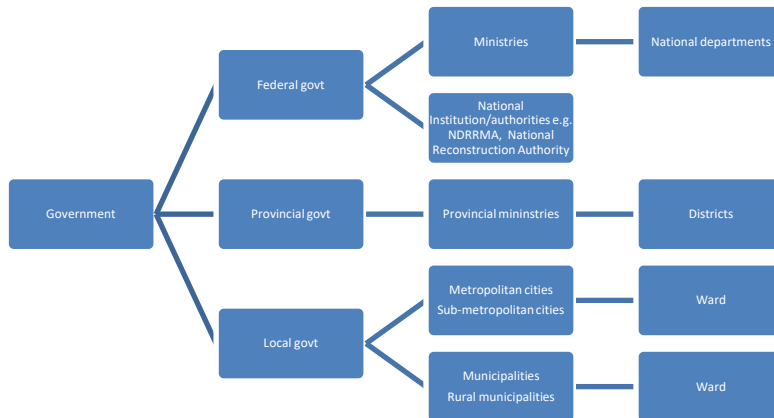 Government
Federal govt
Ministries
National departments
National
Institution/authorities e.g.
NDRRMA, National
Reconstruction Authority
Provincial govt
Provincial mininstries
Districts
Local govt
Metropolitan cities
Sub-metropolitan cities
Ward
Municipalities
Rural municipalities
Ward